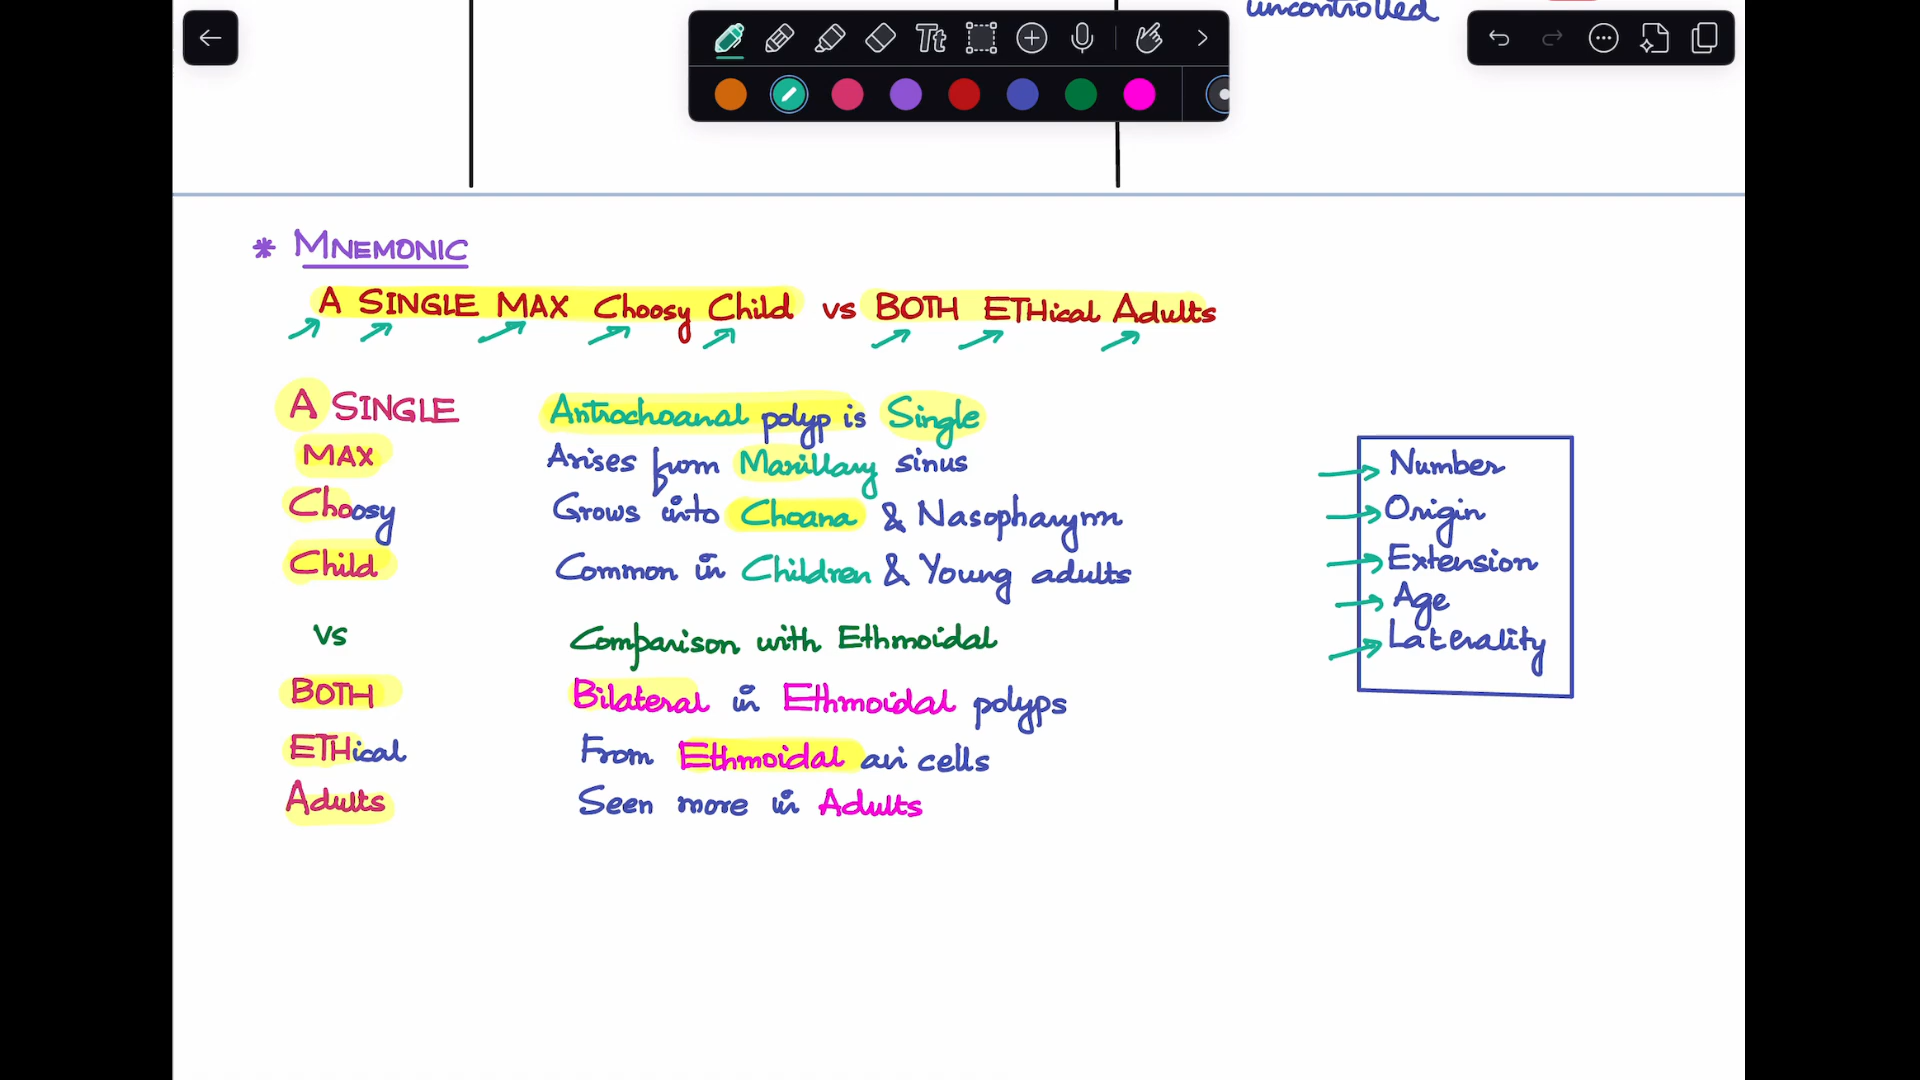 uncontrolled
Tt
* MNEMONIC
A SINGLE MAX Choosy Child vs BOTH ETHical Adults
A SINGLE Antrochoanal polyp is Single
MAX Arises from Maxillary sinus
Choosy Grows into Choana & Nasopharynx
Child Common in Children & Young adults
vs Comparison with Ethmoidal
BOTH Bilateral in Ethmoidal polyps
ETHical From Ethmoidal air cells
Adults Seen more in Adults
Number
Origin
Extension
Age
Laterality